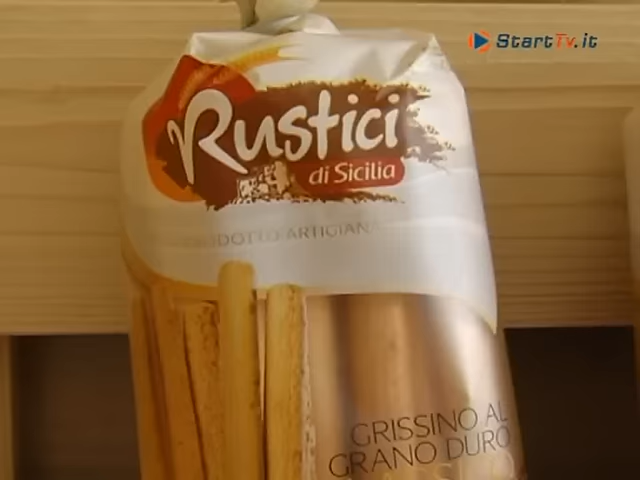 StartTv.it
Rustici
di Sicilia
GRISSINO AL
GRANO DURO